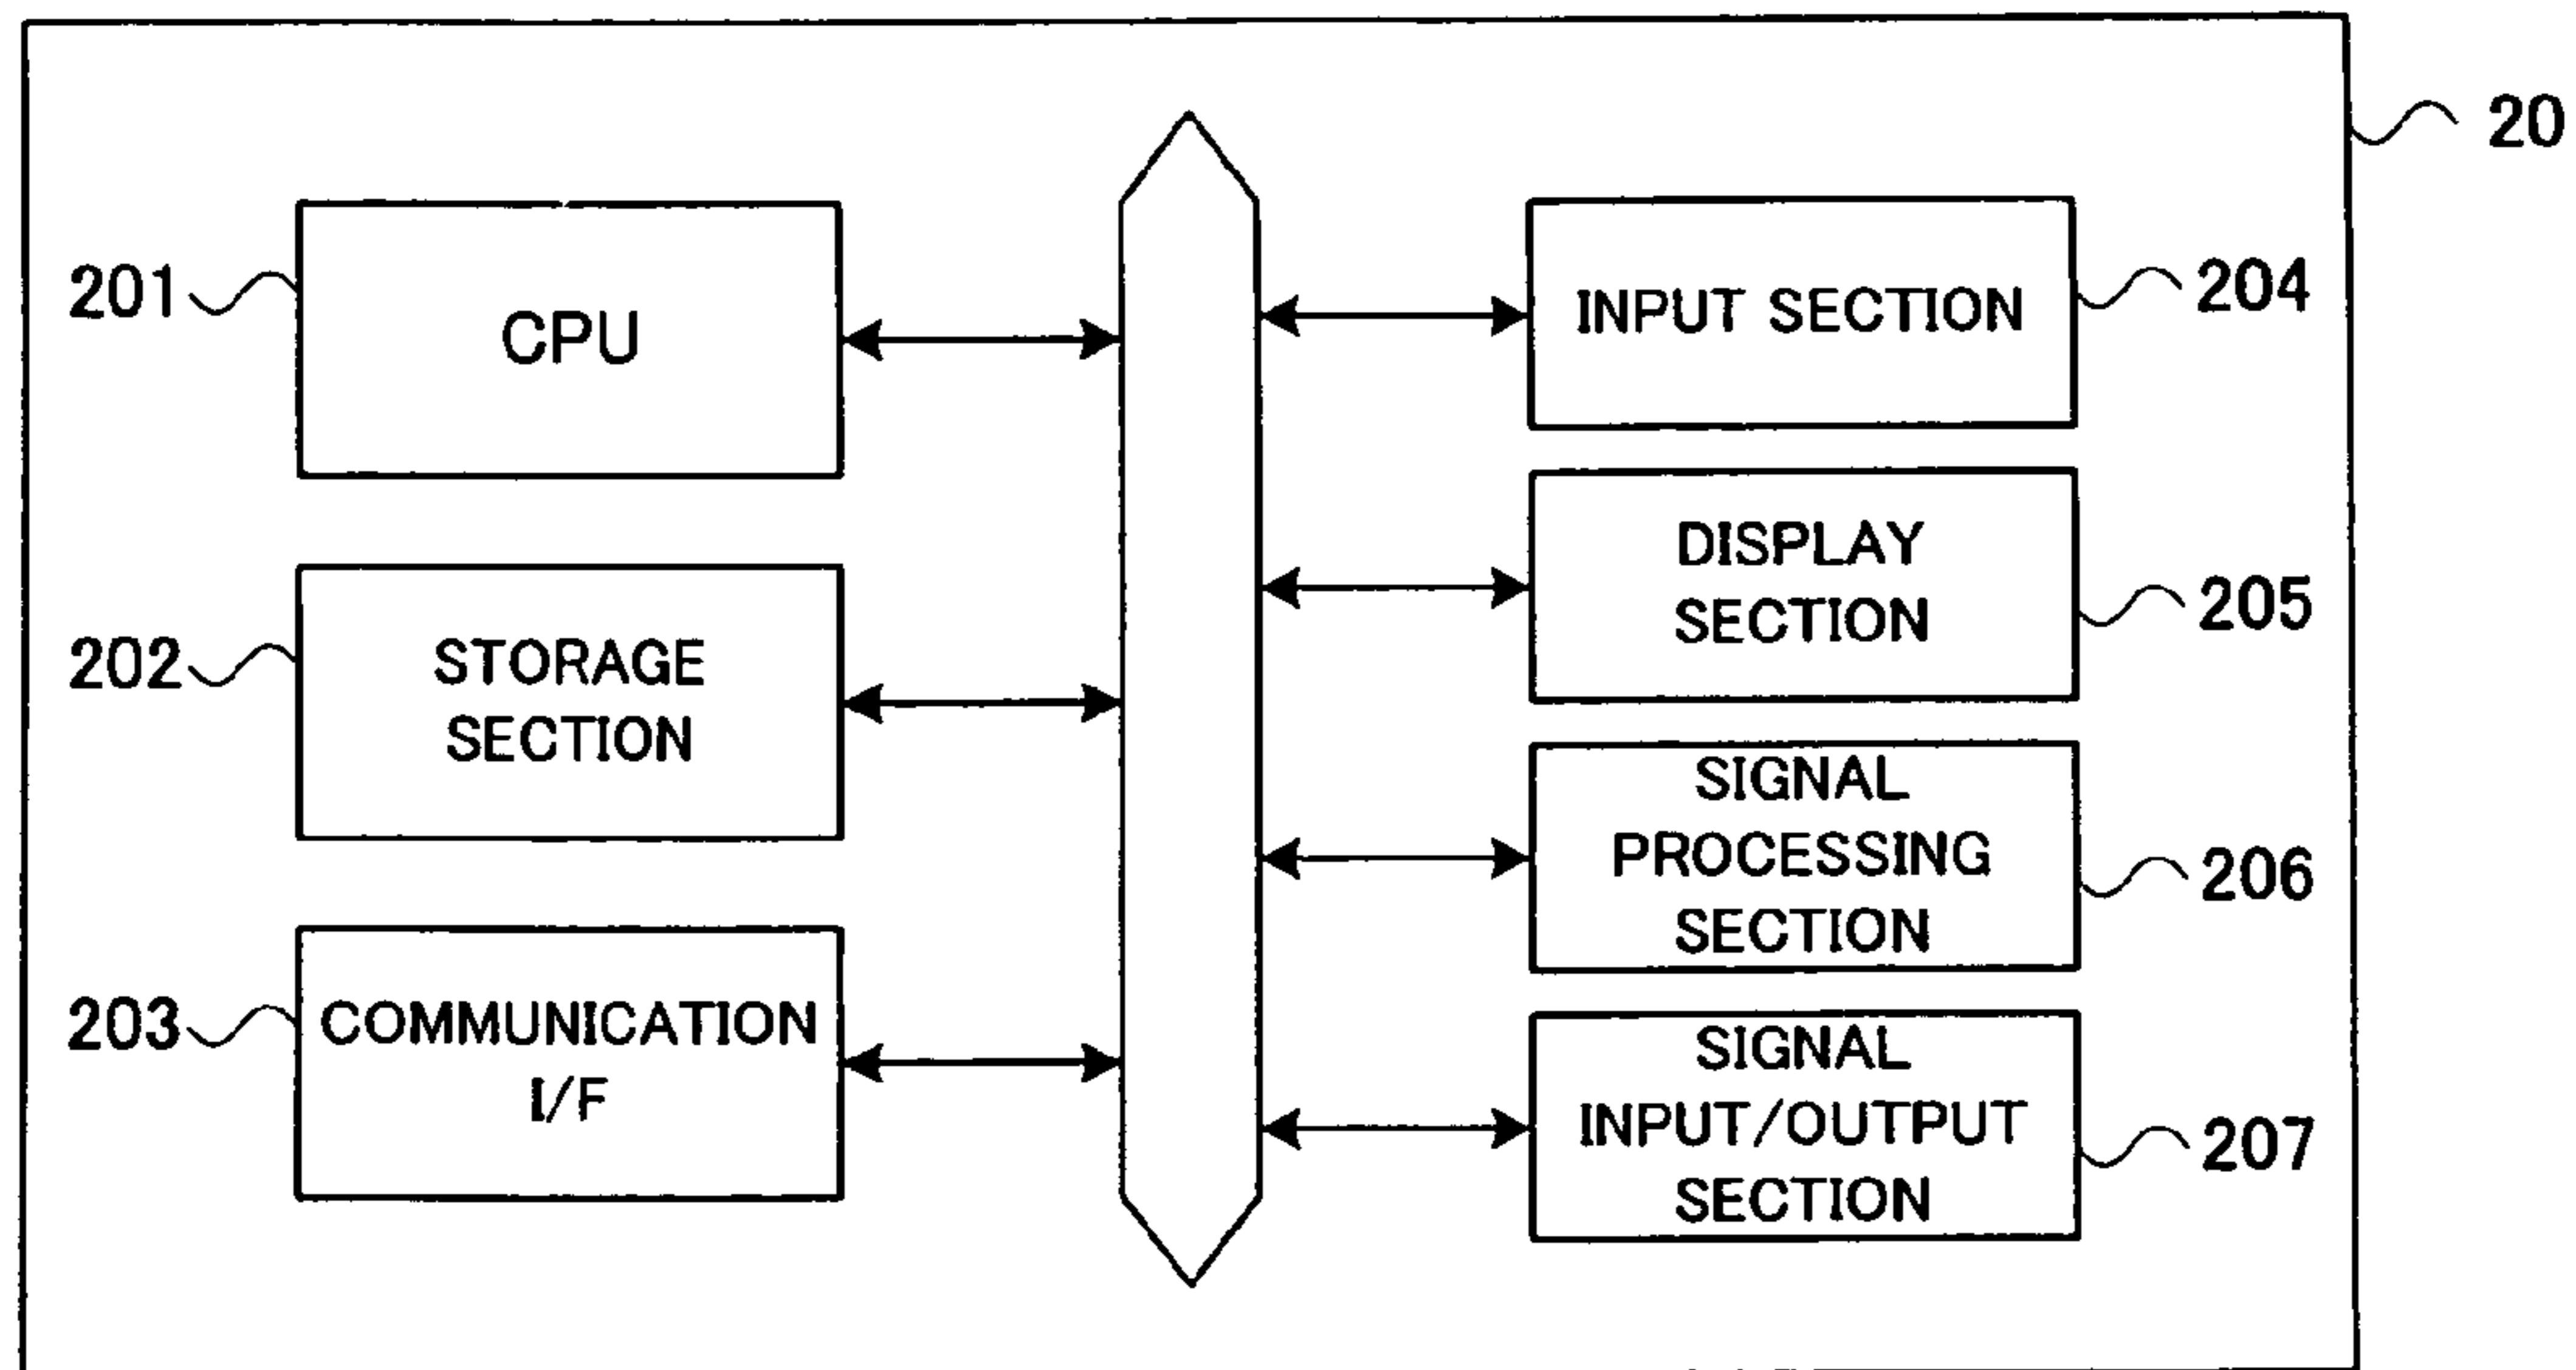 20
201
CPU
202
STORAGE
SECTION
203
COMMUNICATION
I/F
INPUT SECTION
204
DISPLAY
SECTION
205
SIGNAL
PROCESSING
SECTION
206
SIGNAL
INPUT/OUTPUT
SECTION
207